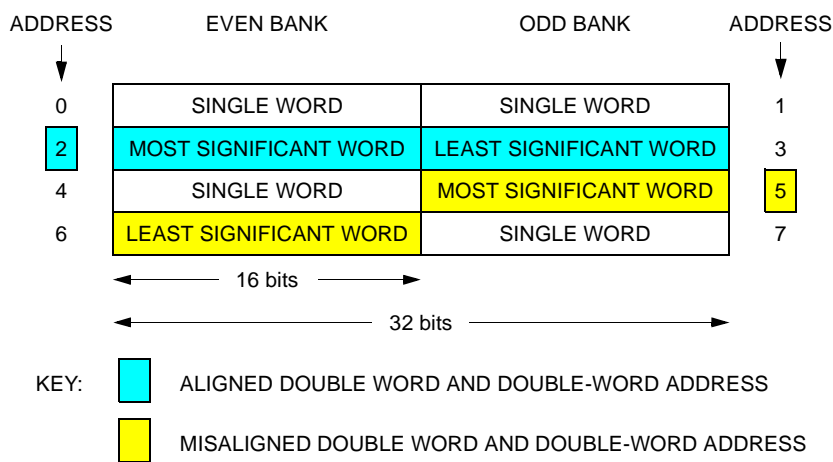 ADDRESS EVEN BANK ODD BANK ADDRESS
0 SINGLE WORD SINGLE WORD 1
2 MOST SIGNIFICANT WORD LEAST SIGNIFICANT WORD 3
4 SINGLE WORD MOST SIGNIFICANT WORD 5
6 LEAST SIGNIFICANT WORD SINGLE WORD 7
16 bits
32 bits
KEY: ALIGNED DOUBLE WORD AND DOUBLE-WORD ADDRESS
MISALIGNED DOUBLE WORD AND DOUBLE-WORD ADDRESS